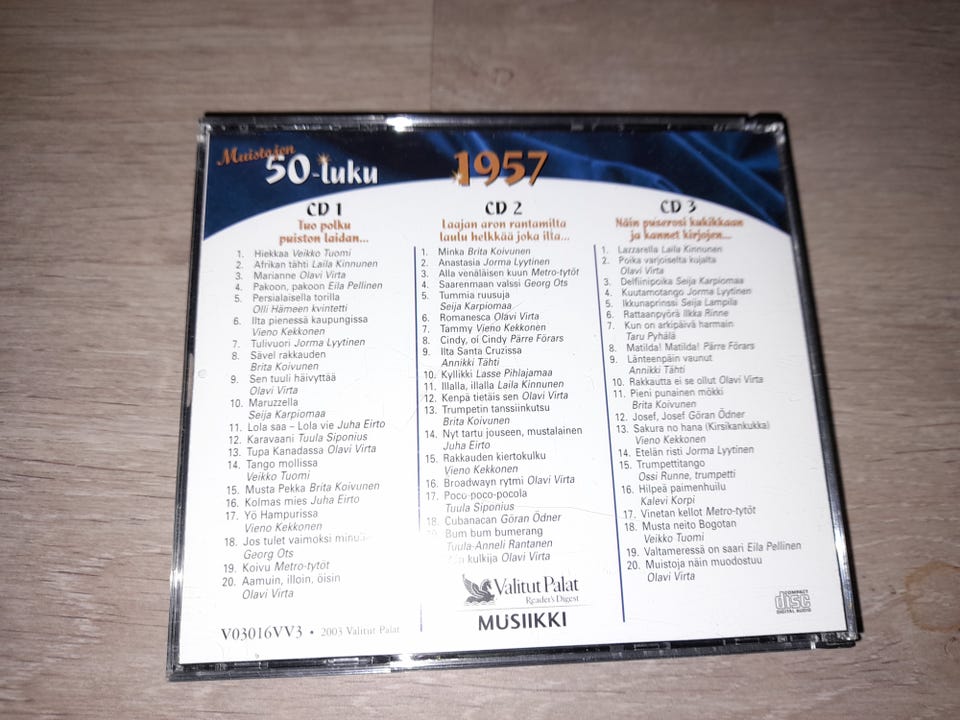 Muistojen
50-luku
1957
CD 1
Tuo polku
puiston laidan...
1. Hiekkaa Veikko Tuomi
2. Afrikan tähti Laila Kinnunen
3. Marianne Olavi Virta
4. Pakoon, pakoon Eila Pellinen
5. Persialaisella torilla
Olli Hämeen kvintetti
6. Ilta pienessä kaupungissa
Vieno Kekkonen
7. Tulivuori Jorma Lyytinen
8. Sävel rakkauden
Brita Koivunen
9. Sen tuuli häivyttää
Olavi Virta
10. Maruzzella
Seija Karpiomaa
11. Lola saa – Lola vie Juha Eirto
12. Karavaani Tuula Siponius
13. Tupa Kanadassa Olavi Virta
14. Tango mollissa
Veikko Tuomi
15. Musta Pekka Brita Koivunen
16. Kolmas mies Juha Eirto
17. Yö Hampurissa
Vieno Kekkonen
18. Jos tulet vaimoksi
Georg Ots
19. Koivu Metro-tytöt
20. Aamuin, illoin, öisin
Olavi Virta
V03016VV3 • 2003 Valitut Palat
CD 2
Laajan aron rantamilta
laulu helkkää joka ilta...
1. Minka Brita Koivunen
2. Anastasia Jorma Lyytinen
3. Alla venäläisen kuun Metro-tytöt
4. Saarenmaan valssi Georg Ots
5. Tummia ruusuja
Seija Karpiomaa
6. Romanesca Olavi Virta
7. Tammy Vieno Kekkonen
8. Cindy, oi Cindy Pärre Förars
9. Ilta Santa Cruzissa
Annikki Tähti
10. Kyllikki Lasse Pihlajamaa
11. Illalla, illalla Laila Kinnunen
12. Kenpä tietäis sen Olavi Virta
13. Trumpetin tanssiinkutsu
Brita Koivunen
14. Nyt tartu jouseen, mustalainen
Juha Eirto
15. Rakkauden kiertokulku
Vieno Kekkonen
16. Broadwayn rytmi Olavi Virta
17. Poco-poco-pocola
Tuula Siponius
18. Cubanacan Göran Ödner
Bum bum bumerang
Tuula-Anneli Rantanen
kulkija Olavi Virta
Valitut Palat
Reader's Digest
MUSIIKKI
CD 3
Näin puserosi kukikkaan
ja kannet kirjojen...
1. Lazzarella Laila Kinnunen
2. Poika varjoiselta kujalta
Olavi Virta
3. Delfiinipoika Seija Karpiomaa
4. Kuutamotango Jorma Lyytinen
5. Ikkunaprinssi Seija Lampila
6. Rattaanpyörä Ilkka Rinne
7. Kun on arkipäivä harmain
Taru Pyhälä
8. Matilda! Matilda! Pärre Förars
9. Länteenpäin vaunut
Annikki Tähti
10. Rakkautta ei se ollut Olavi Virta
11. Pieni punainen mökki
Brita Koivunen
12. Josef, Josef Göran Ödner
13. Sakura no hana (Kirsikankukka)
Vieno Kekkonen
14. Etelän risti Jorma Lyytinen
15. Trumpettitango
Ossi Runne, trumpetti
16. Hilpeä paimenhuilu
Kalevi Korpi
17. Vinetan kellot Metro-tytöt
18. Musta neito Bogotan
Veikko Tuomi
19. Valtameressä on saari Eila Pellinen
20. Muistoja näin muodostuu
Olavi Virta
COMPACT
disc
DIGITAL AUDIO